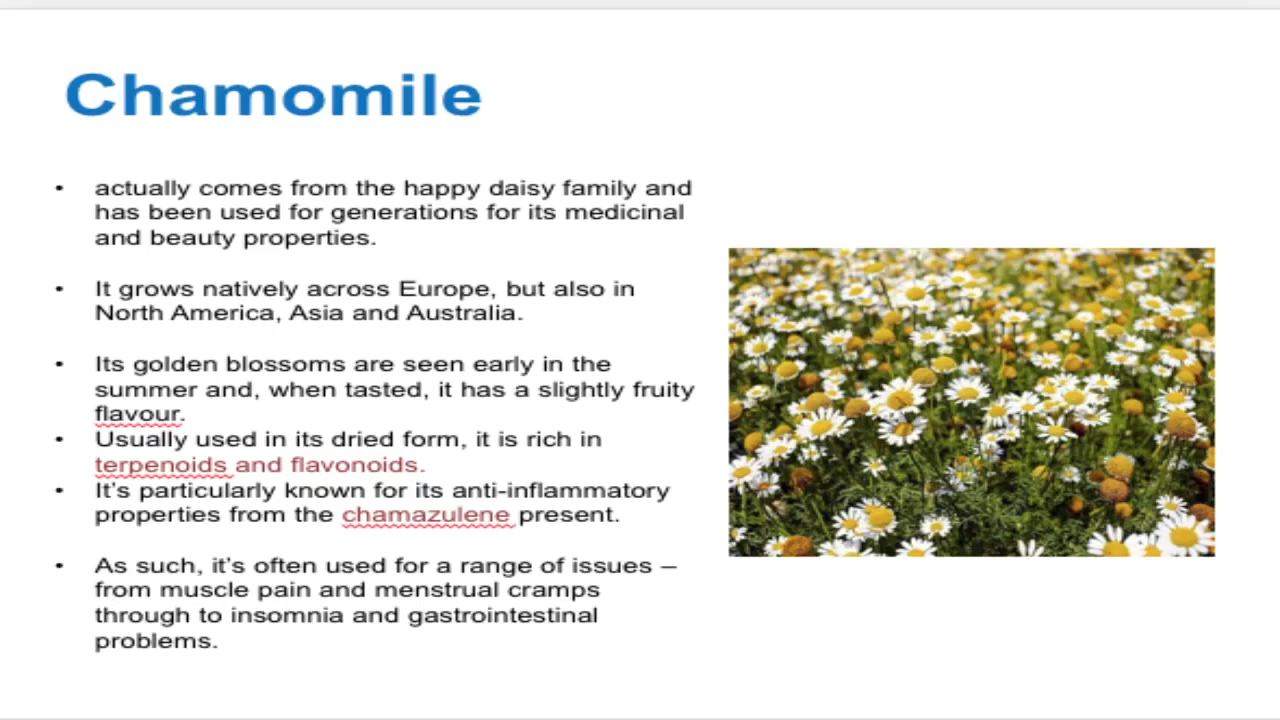 Chamomile
• actually comes from the happy daisy family and
has been used for generations for its medicinal
and beauty properties.
• It grows natively across Europe, but also in
North America, Asia and Australia.
• Its golden blossoms are seen early in the
summer and, when tasted, it has a slightly fruity
flavour.
• Usually used in its dried form, it is rich in
terpenoids and flavonoids.
• It's particularly known for its anti-inflammatory
properties from the chamazulene present.
• As such, it's often used for a range of issues –
from muscle pain and menstrual cramps
through to insomnia and gastrointestinal
problems.